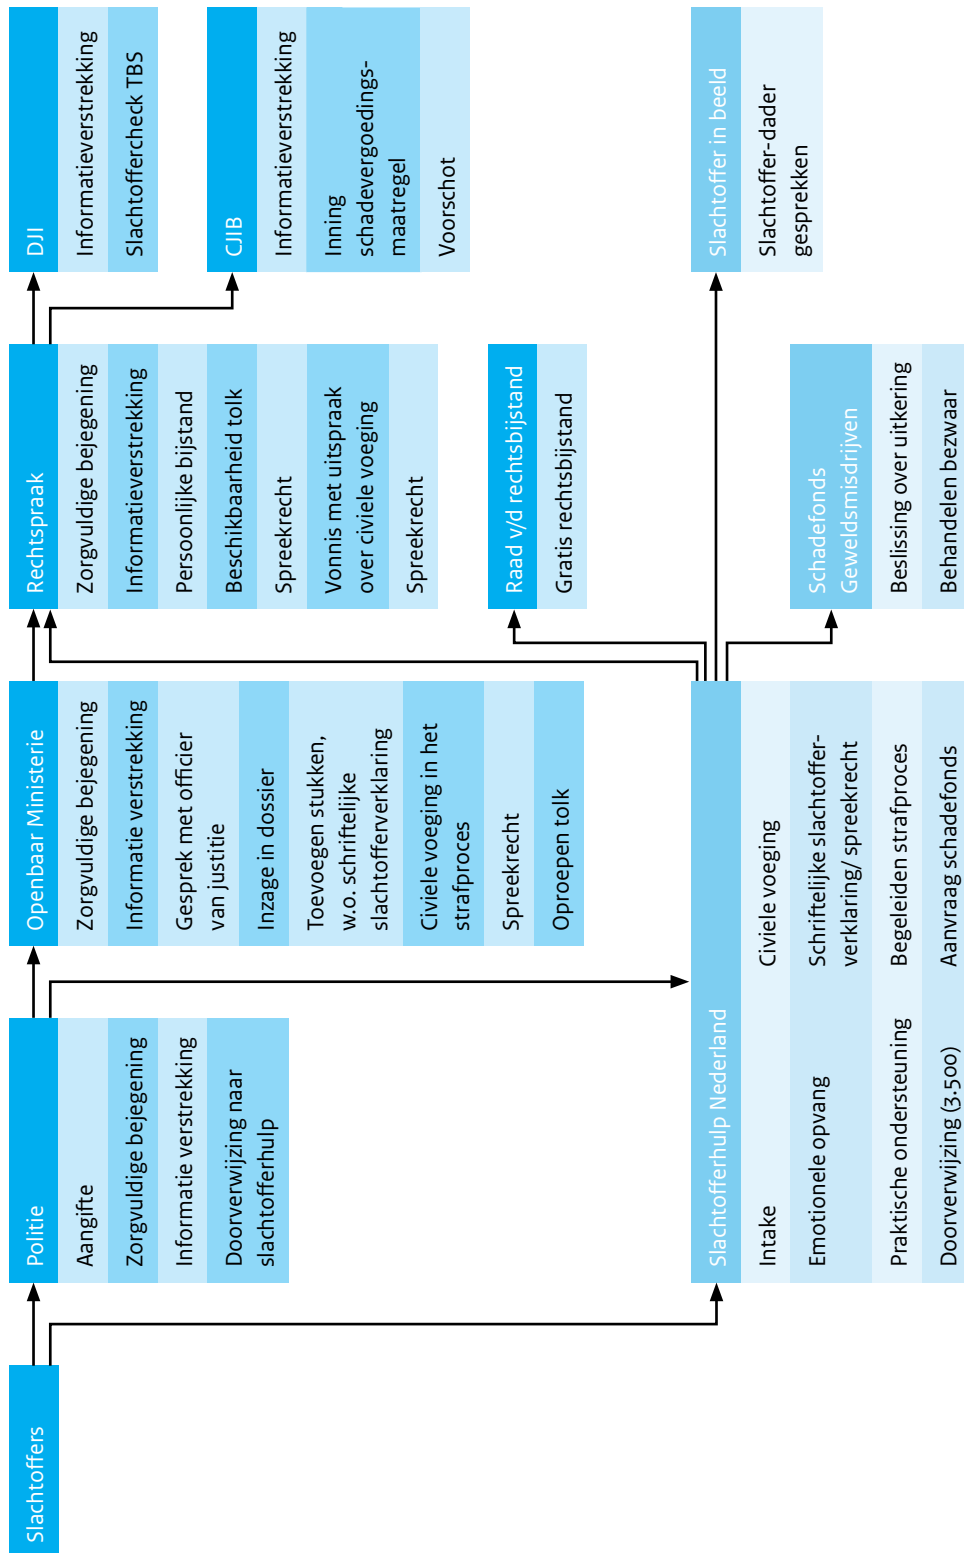 Slachtoffers
Politie
Aangifte
Zorgvuldige bejegening
Informatie verstrekking
Doorverwijzing naar
slachtofferhulp
Openbaar Ministerie
Zorgvuldige bejegening
Informatie verstrekking
Gesprek met officier
van justitie
Inzage in dossier
Toevoegen stukken,
w.o. schriftelijke
slachtofferverklaring
Civiele voeging in het
strafproces
Spreekrecht
Oproepen tolk
Rechtspraak
Zorgvuldige bejegening
Informatieverstrekking
Persoonlijke bijstand
Beschikbaarheid tolk
Spreekrecht
Vonnis met uitspraak
over civiele voeging
Spreekrecht
DJI
Informatieverstrekking
Slachtoffercheck TBS
CJIB
Informatieverstrekking
Inning
schadevergoedings-
maatregel
Voorschot
Raad v/d rechtsbijstand
Gratis rechtsbijstand
Slachtofferhulp Nederland
Intake
Civiele voeging
Emotionele opvang
Schriftelijke slachtoffer-
verklaring/ spreekrecht
Praktische ondersteuning
Begeleiden strafproces
Doorverwijzing (3.500)
Aanvraag schadefonds
Slachtoffer in beeld
Slachtoffer-dader
gesprekken
Schadefonds
Geweldsmisdrijven
Beslissing over uitkering
Behandelen bezwaar